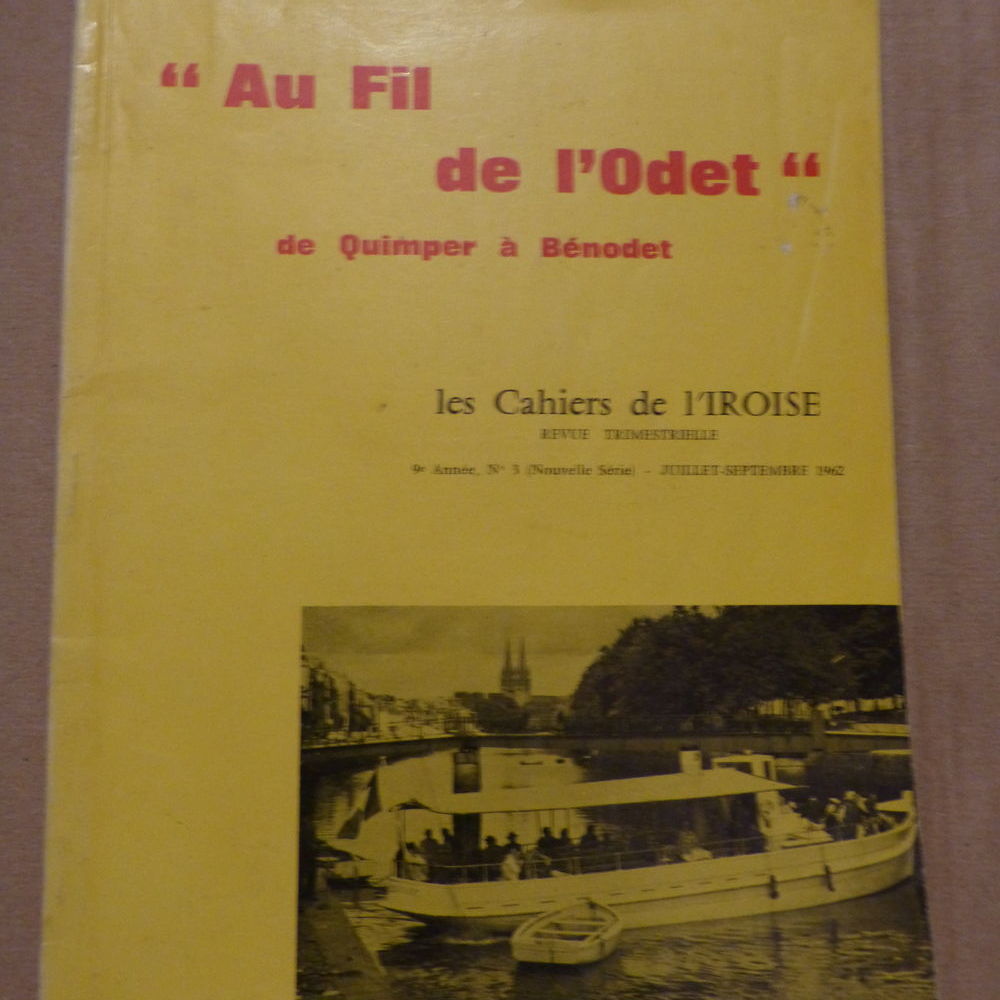 “ Au Fil
de l'Odet “
de Quimper à Bénodet
les Cahiers de l'IROISE
REVUE TRIMESTRIELLE
9e Année, N° 3 (Nouvelle Série) - JUILLET-SEPTEMBRE 1962